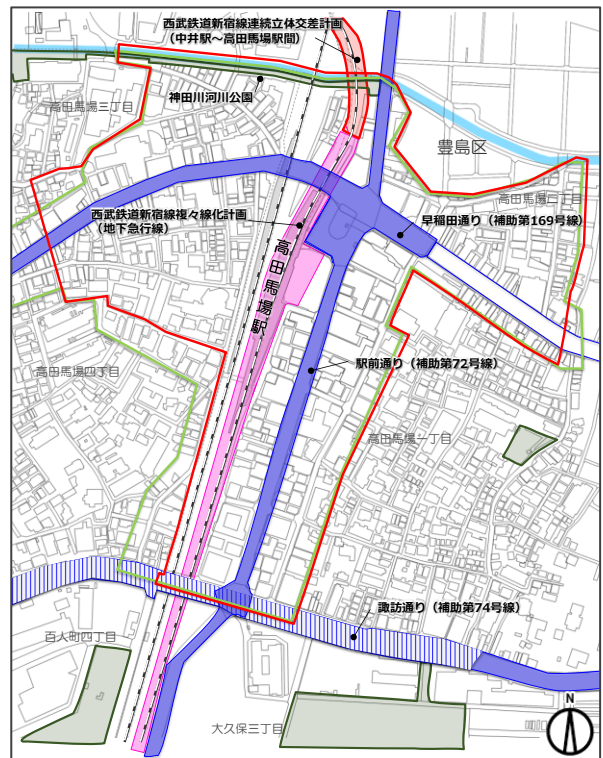 西武鉄道新宿線連続立体交差計画
（中井駅～高田馬場駅間）
神田川河川公園
高田馬場三丁目
豊島区
高田馬場二丁目
早稲田通り（補助第169号線）
西武鉄道新宿線複々線化計画
（地下急行線）
高田馬場駅
駅前通り（補助第72号線）
高田馬場四丁目
高田馬場一丁目
諏訪通り（補助第74号線）
百人町四丁目
大久保三丁目
N